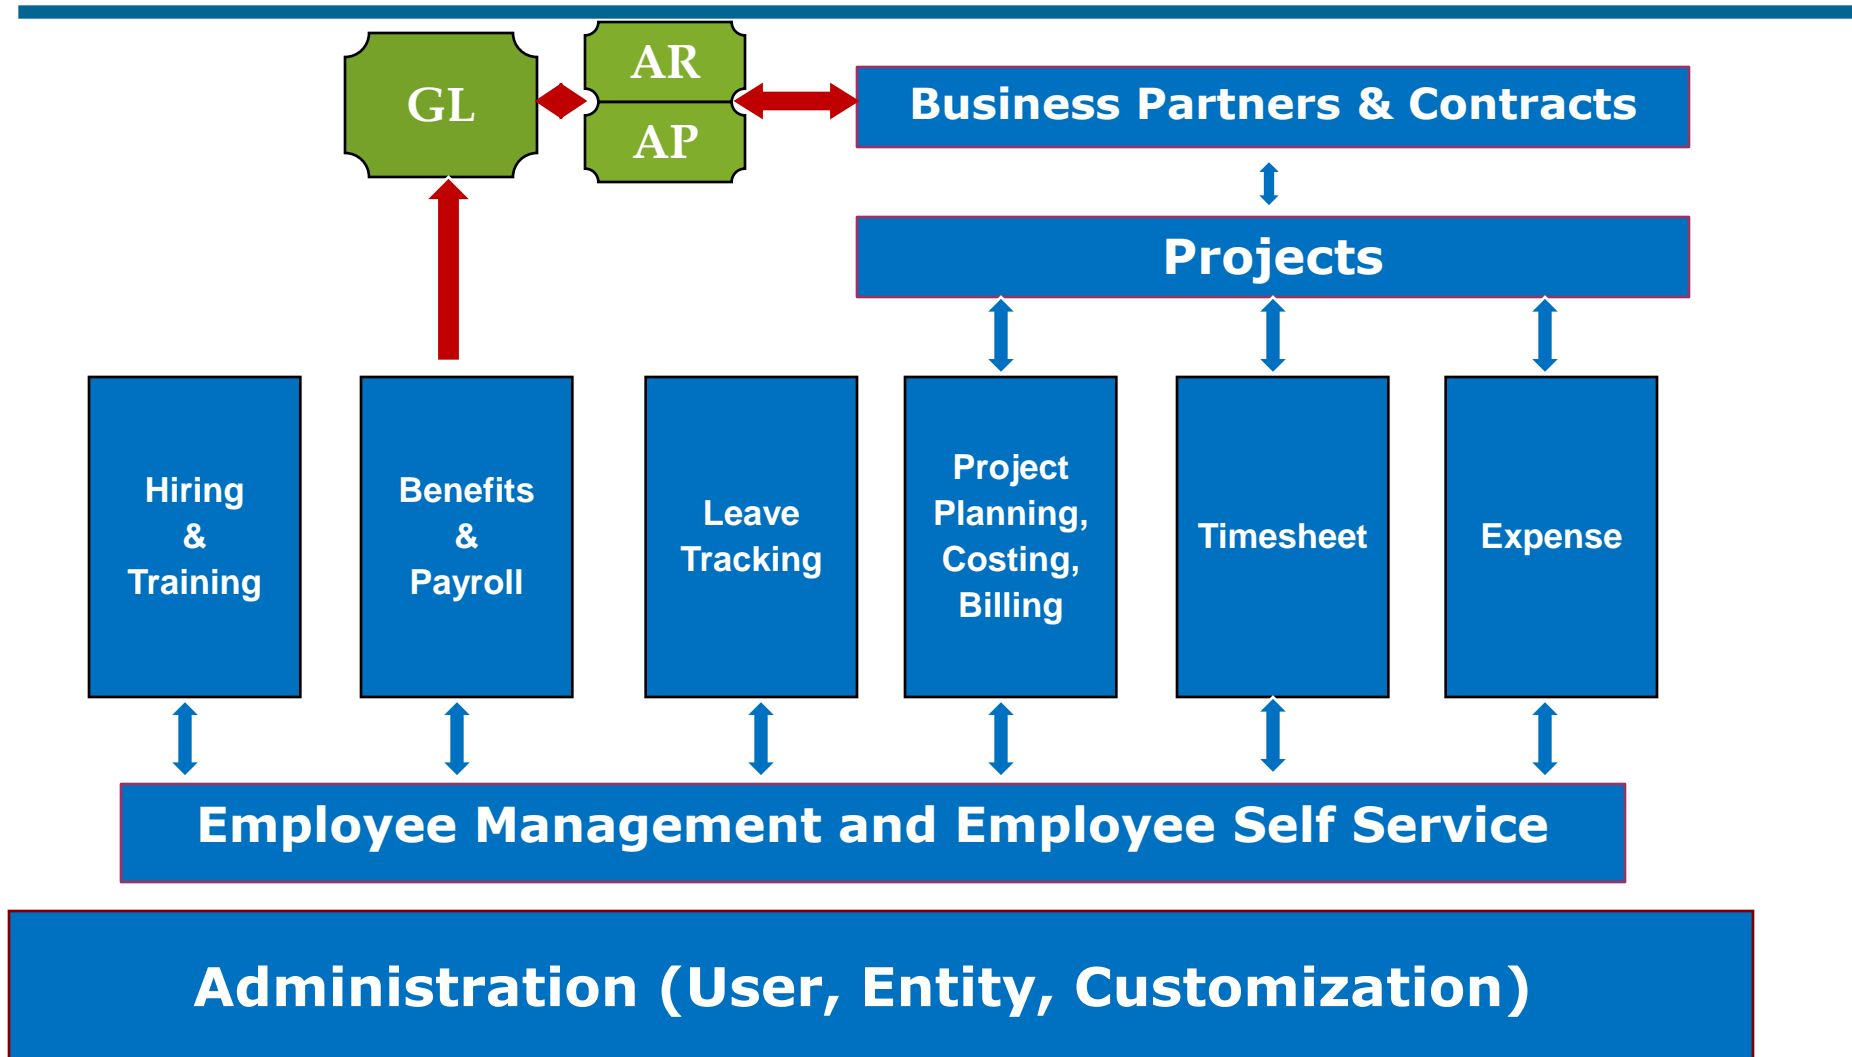 GL
AR
AP
Business Partners & Contracts
Projects
Hiring
&
Training
Benefits
&
Payroll
Leave
Tracking
Project
Planning,
Costing,
Billing
Timesheet
Expense
Employee Management and Employee Self Service
Administration (User, Entity, Customization)